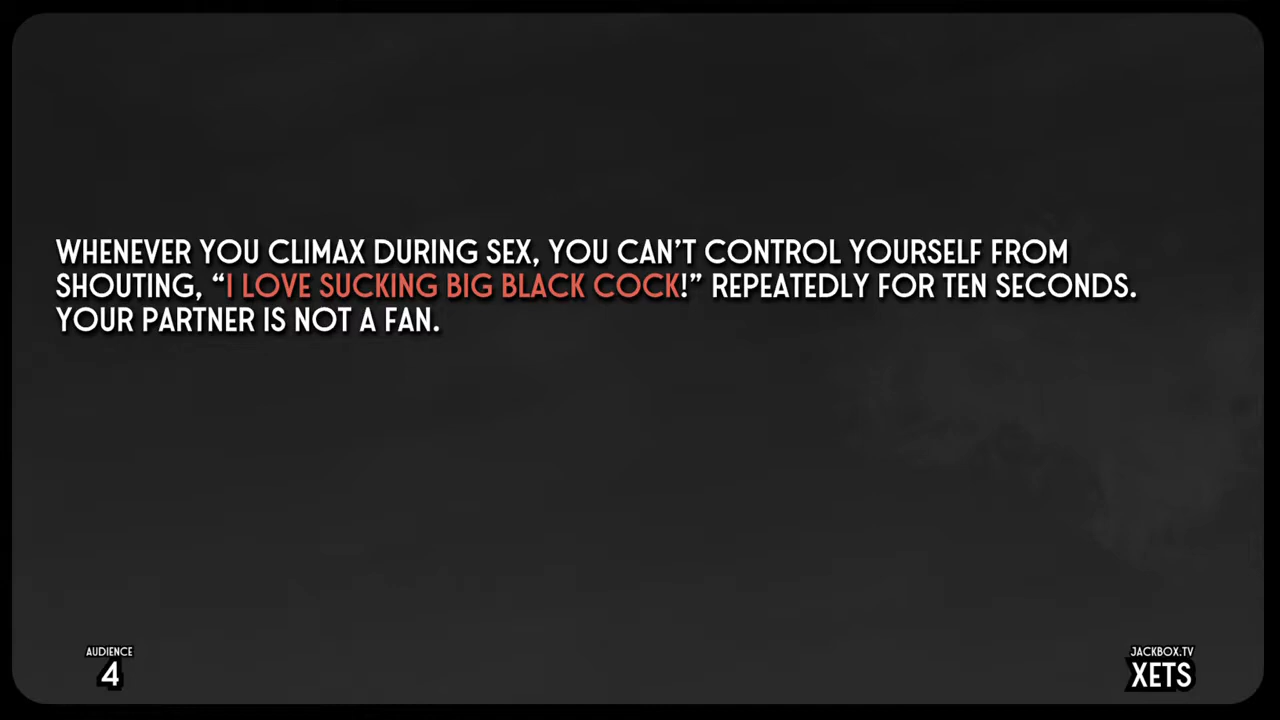 WHENEVER YOU CLIMAX DURING SEX, YOU CAN'T CONTROL YOURSELF FROM
SHOUTING, “I LOVE SUCKING BIG BLACK COCK!” REPEATEDLY FOR TEN SECONDS.
YOUR PARTNER IS NOT A FAN.
AUDIENCE
4
JACKBOX.TV
XETS